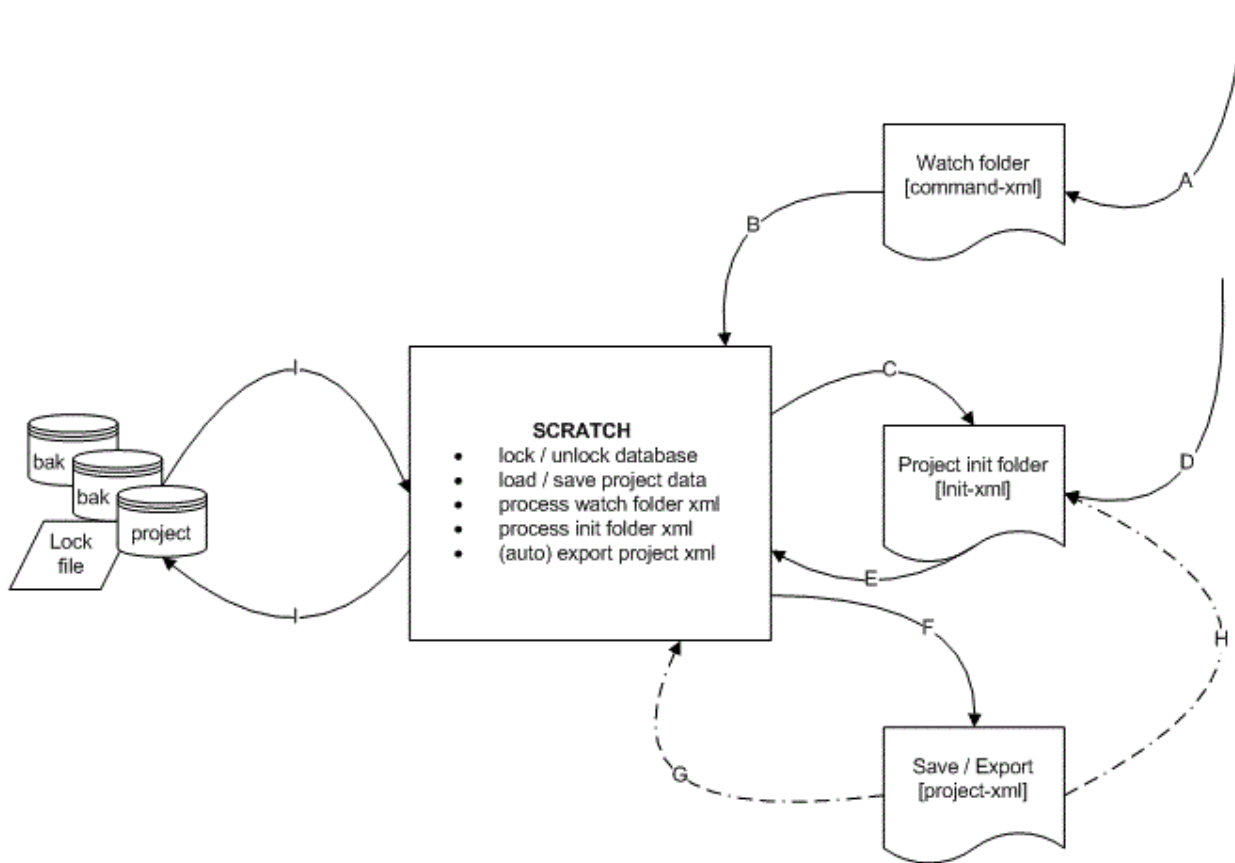 Watch folder
[command-xml]
A
B
C
Project init folder
[Init-xml]
D
E
F
G
H
Save / Export
[project-xml]
SCRATCH
• lock / unlock database
• load / save project data
• process watch folder xml
• process init folder xml
• (auto) export project xml
I
I
bak
bak
project
Lock
file